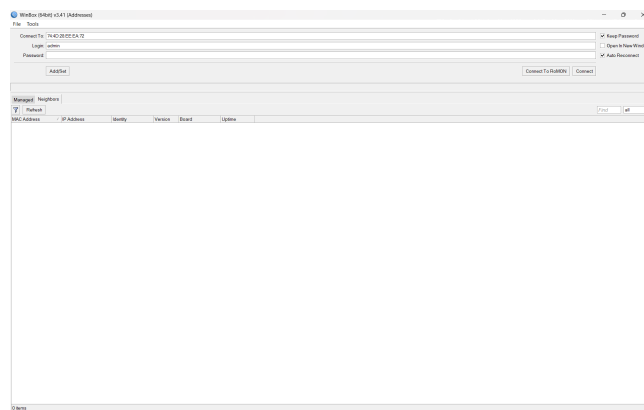 WinBox (64bit) v3.41 (Addresses)
File Tools
Connect To: 74:4D:28:EE:EA:72 Keep Password
Login: admin Open In New Wind
Password: Auto Reconnect
Add/Set Connect To RoMON Connect
Managed Neighbors
Refresh Find all
MAC Address IP Address Identity Version Board Uptime
0 items